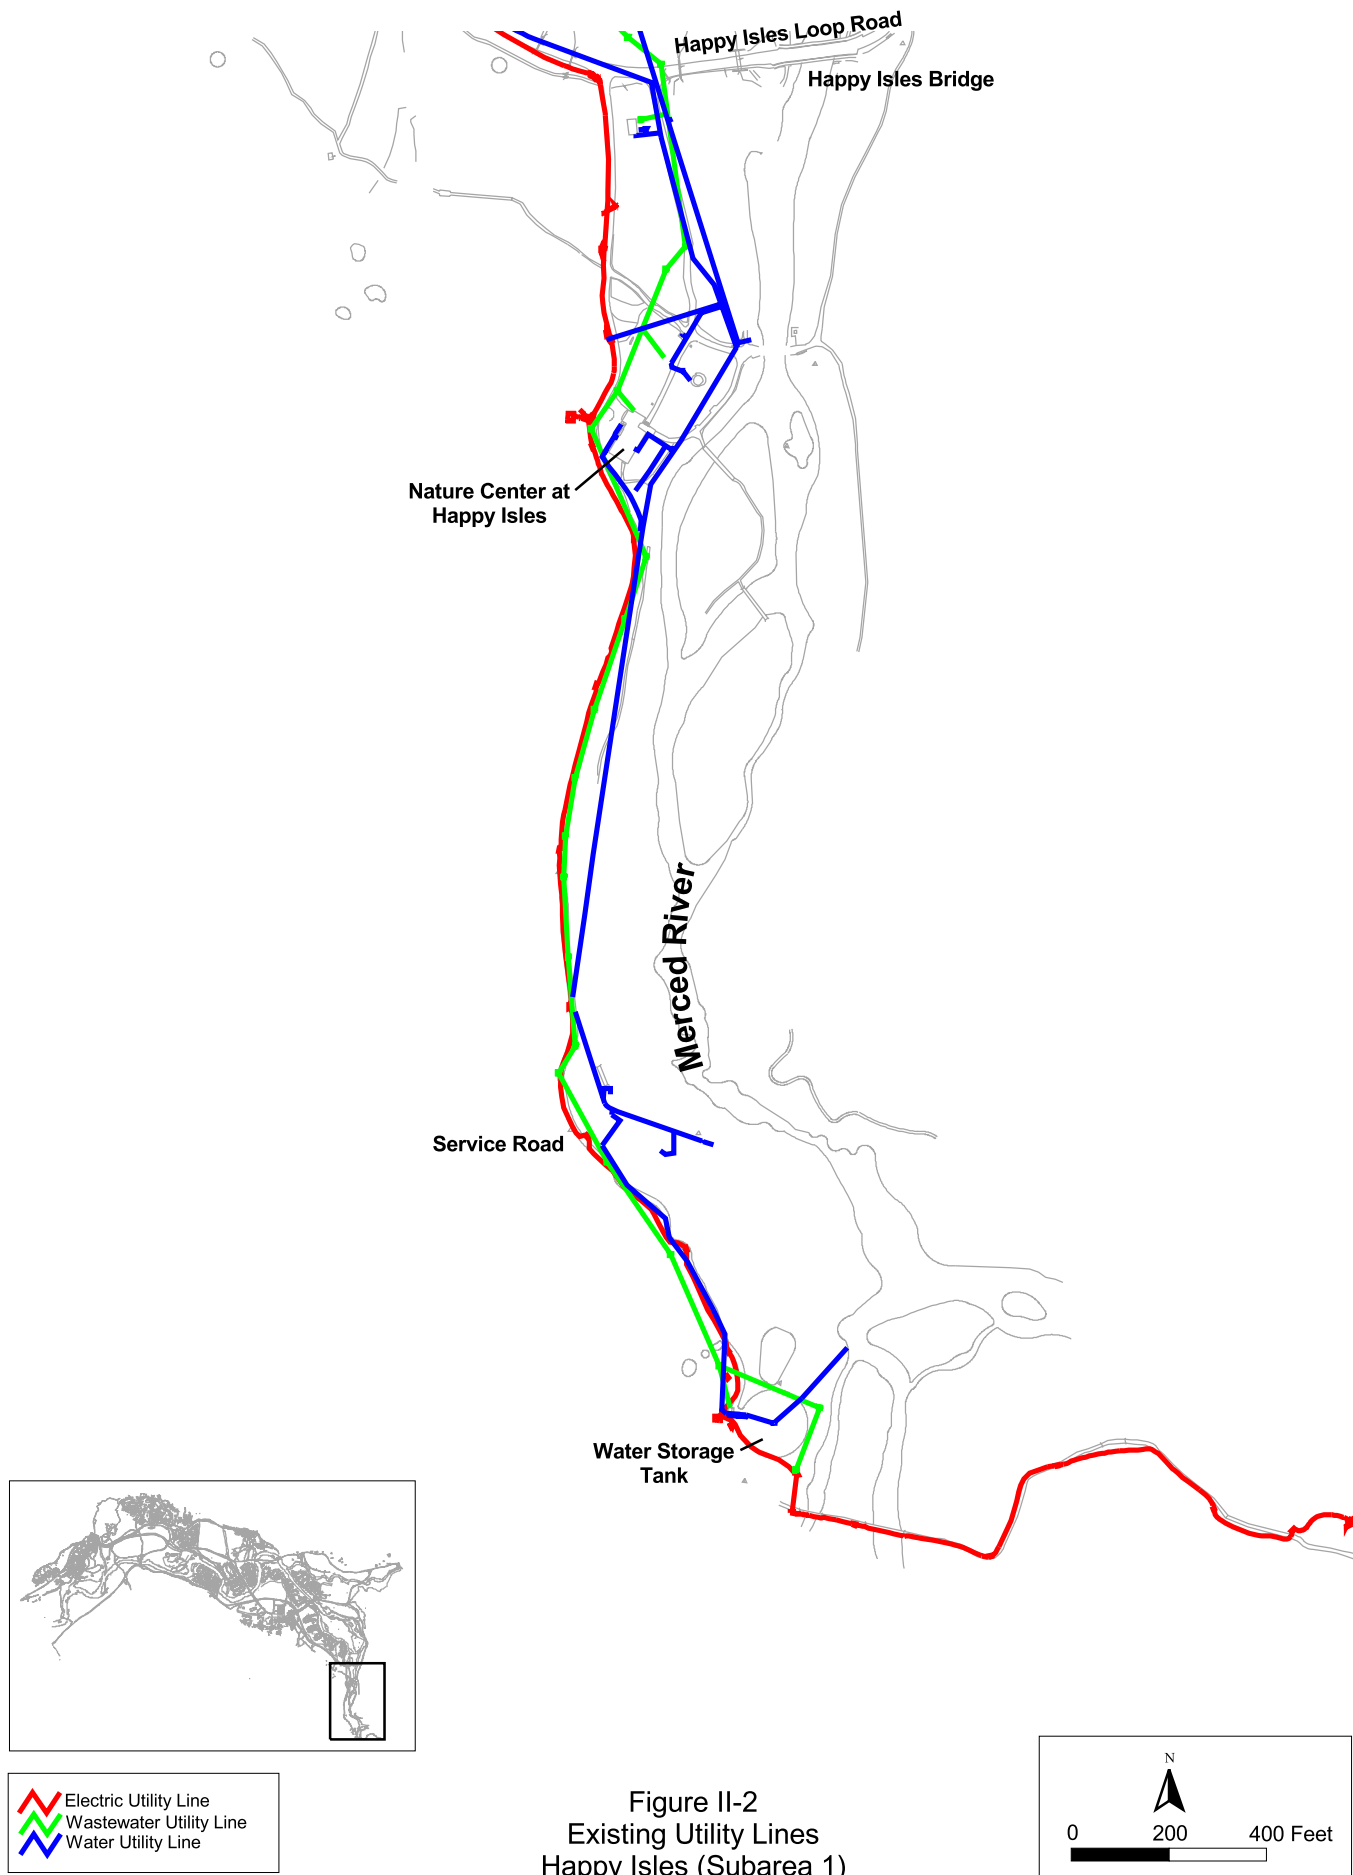 Happy Isles Loop Road
Happy Isles Bridge
Nature Center at
Happy Isles
Merced River
Service Road
Water Storage
Tank
Electric Utility Line
Wastewater Utility Line
Water Utility Line
Figure II-2
Existing Utility Lines
Happy Isles (Subarea 1)
N
0 200 400 Feet